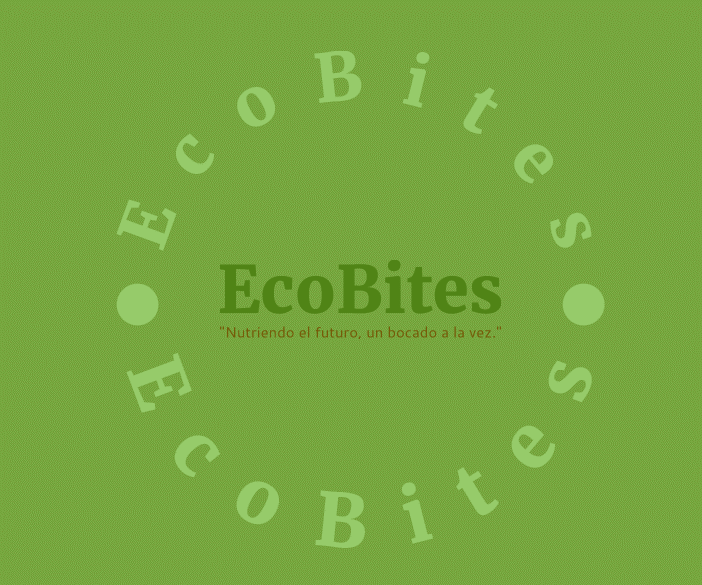 EcoBites
EcoBites
"Nutriendo el futuro, un bocado a la vez."
EcoBites